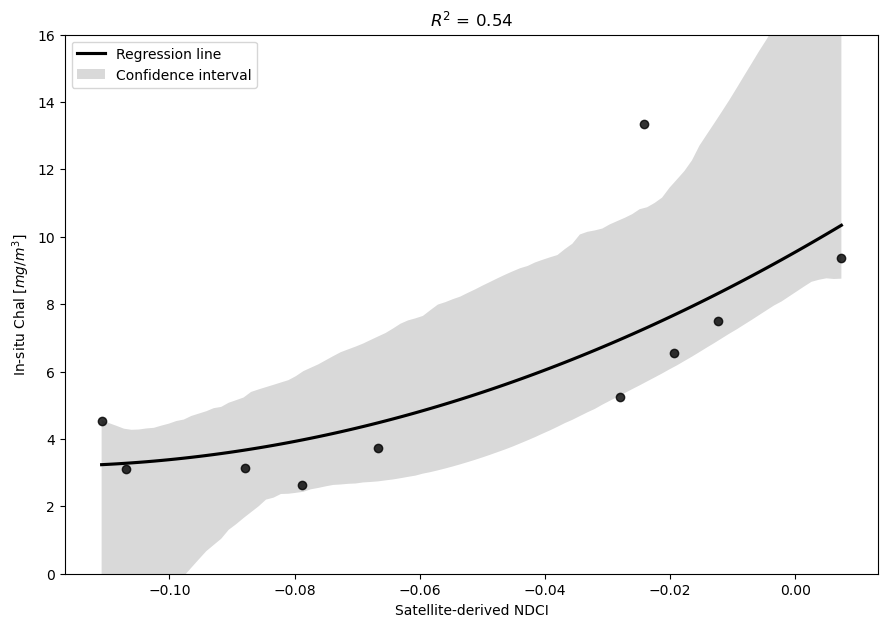 R² = 0.54
Regression line
Confidence interval
16
14
12
10
8
6
4
2
0
In-situ Chal [mg/m³]
−0.10 −0.08 −0.06 −0.04 −0.02 0.00
Satellite-derived NDCI